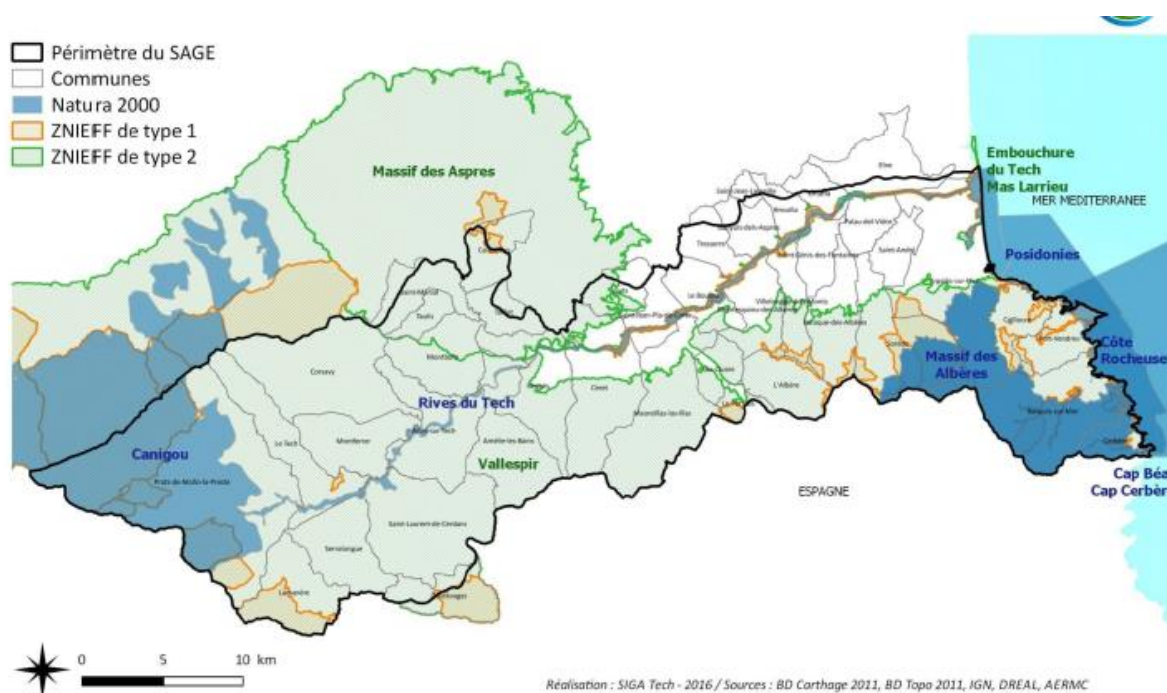 Périmètre du SAGE
Communes
Natura 2000
ZNIEFF de type 1
ZNIEFF de type 2
Massif des Aspres
Embouchure
du Tech
Mas Larrieu
MER MEDITERRANEE
Elne
Palau del Vidre
Tresserre
Saint André
Posidonies
Le Boulou
Taulis
Montbolo
Sorède
Collioure
Port-Vendres
Côte
Rocheuse
Massif des
Albères
L'Albère
Corsavy
Rives du Tech
Céret
Maureillas-las-Illas
Banyuls-sur-Mer
Cerbère
Le Tech
Montferrer
Arles-sur-Tech
Amélie-les-Bains
Canigou
Vallespir
Prats-de-Mollo-la-Preste
Cap Béa
Cap Cerbèr
ESPAGNE
Saint-Laurent-de-Cerdans
Serralongue
Lamanère
0 5 10 km
Réalisation : SIGA Tech - 2016 / Sources : BD Carthage 2011, BD Topo 2011, IGN, DREAL, AERMC